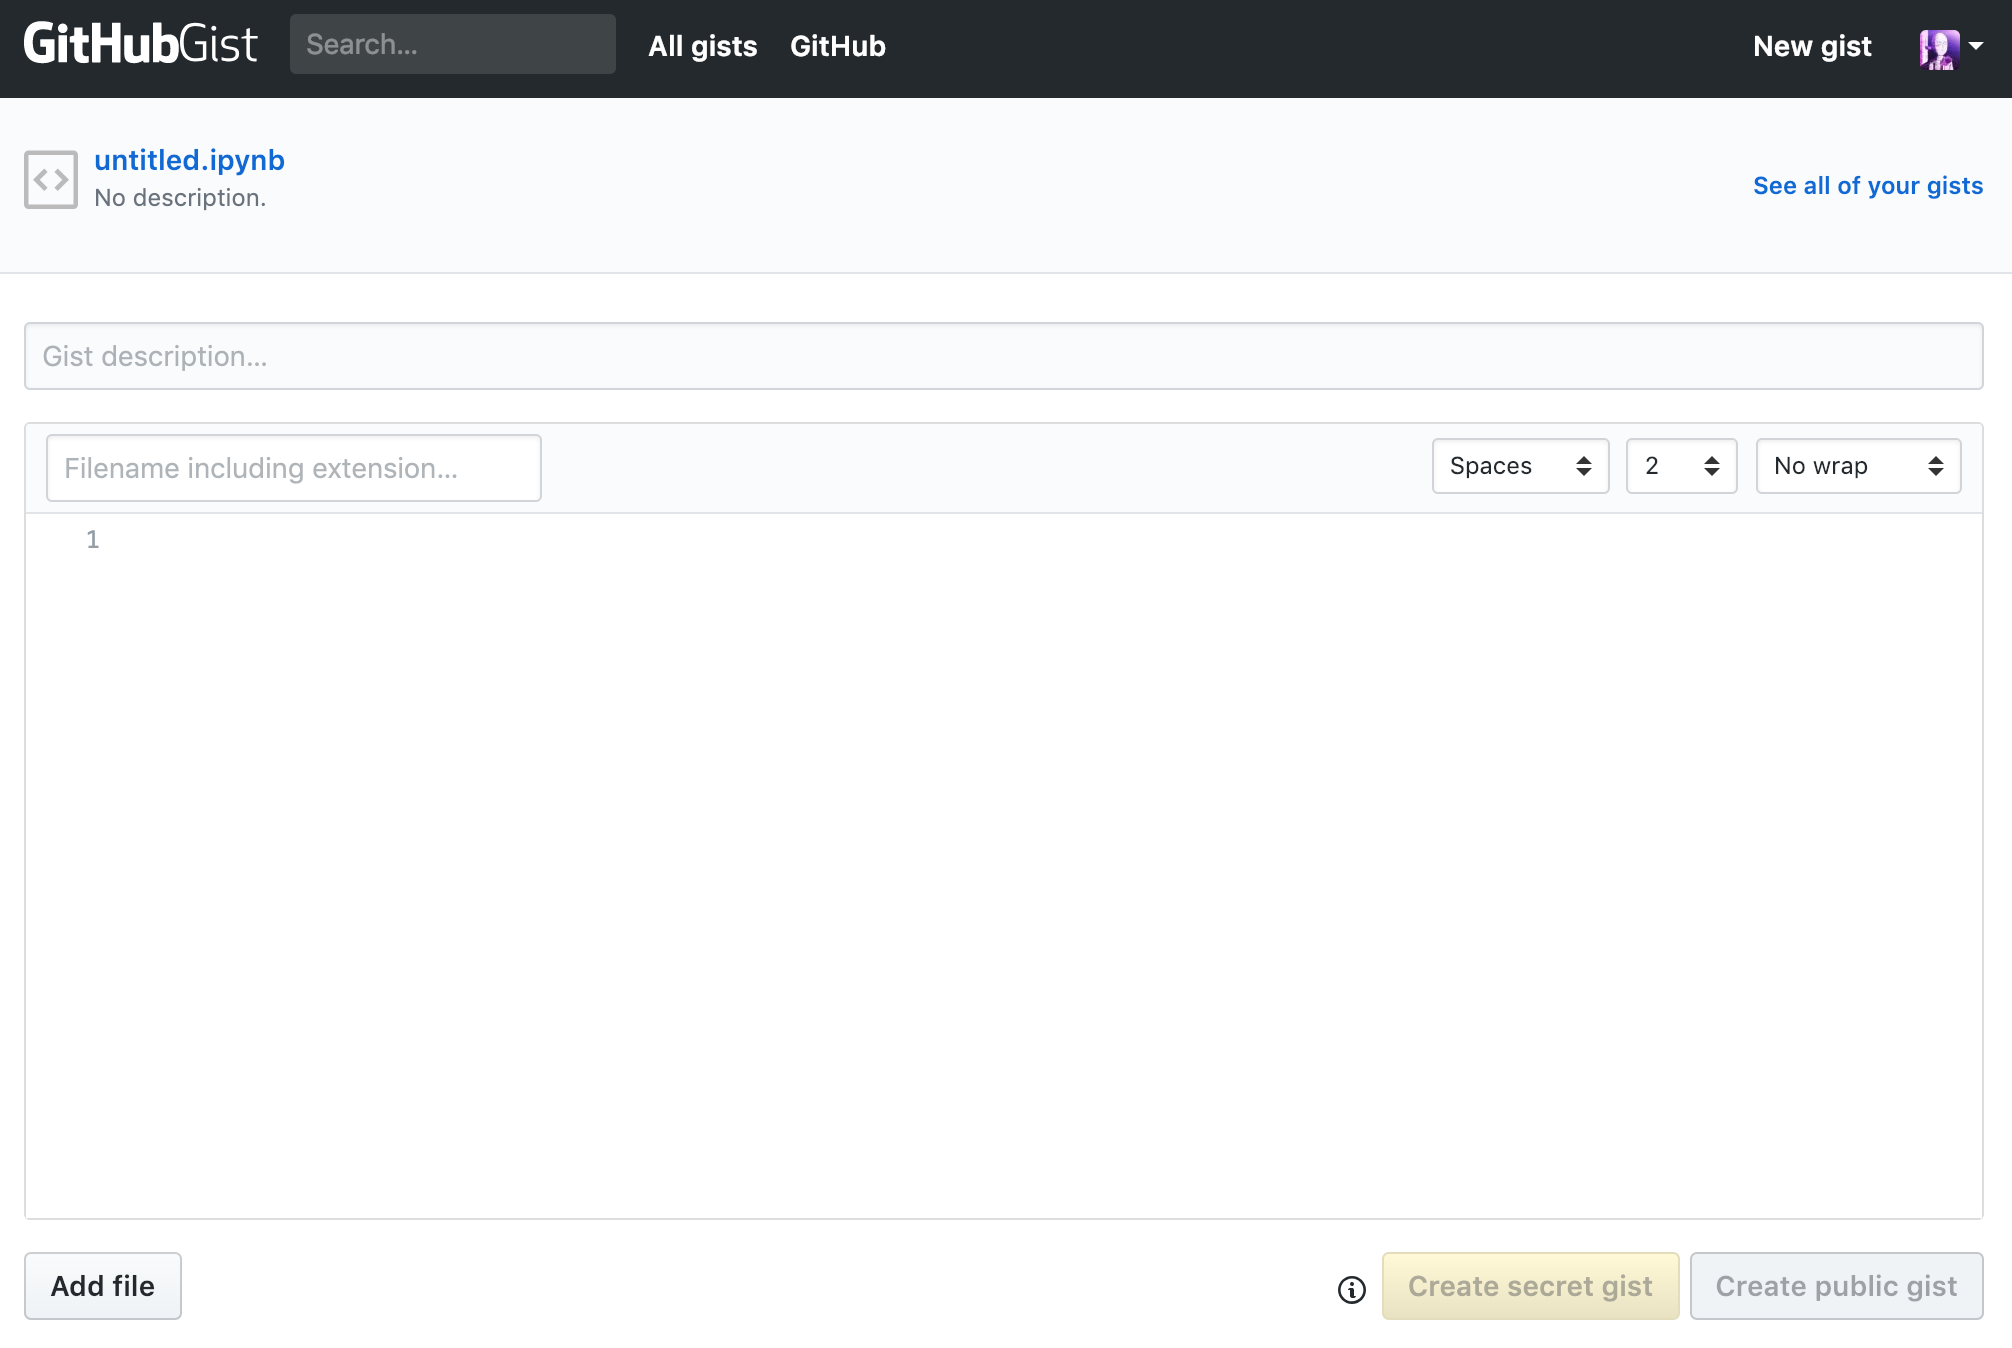 GitHubGist Search... All gists GitHub New gist
untitled.ipynb
No description.
See all of your gists
Gist description...
Filename including extension... Spaces 2 No wrap
1
Add file Create secret gist Create public gist